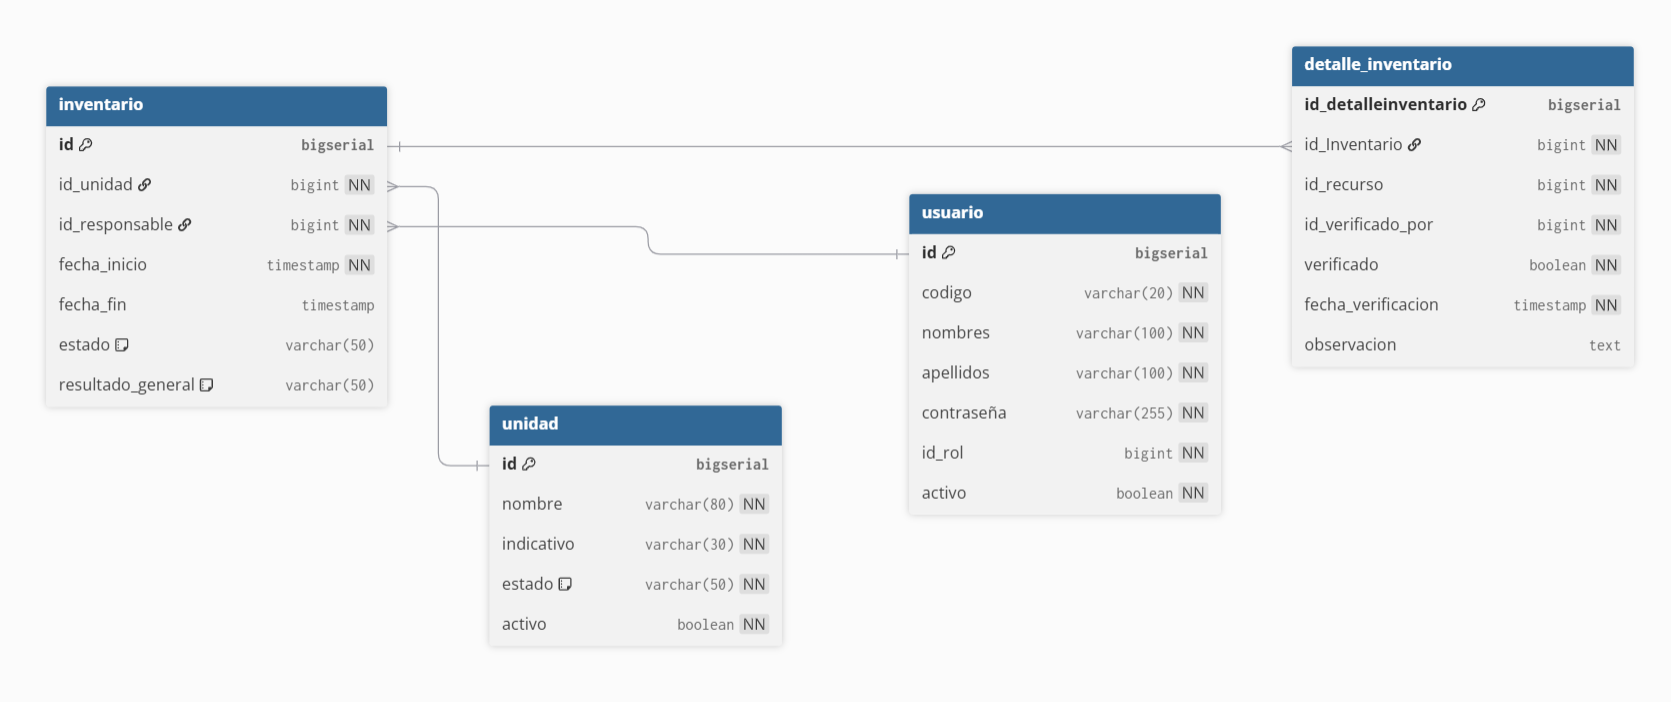 inventario
id bigserial
id_unidad bigint NN
id_responsable bigint NN
fecha_inicio timestamp NN
fecha_fin timestamp
estado varchar(50)
resultado_general varchar(50)
unidad
id bigserial
nombre varchar(80) NN
indicativo varchar(30) NN
estado varchar(50) NN
activo boolean NN
usuario
id bigserial
codigo varchar(20) NN
nombres varchar(100) NN
apellidos varchar(100) NN
contraseña varchar(255) NN
id_rol bigint NN
activo boolean NN
detalle_inventario
id_detalleinventario bigserial
id_Inventario bigint NN
id_recurso bigint NN
id_verificado_por bigint NN
verificado boolean NN
fecha_verificacion timestamp NN
observacion text